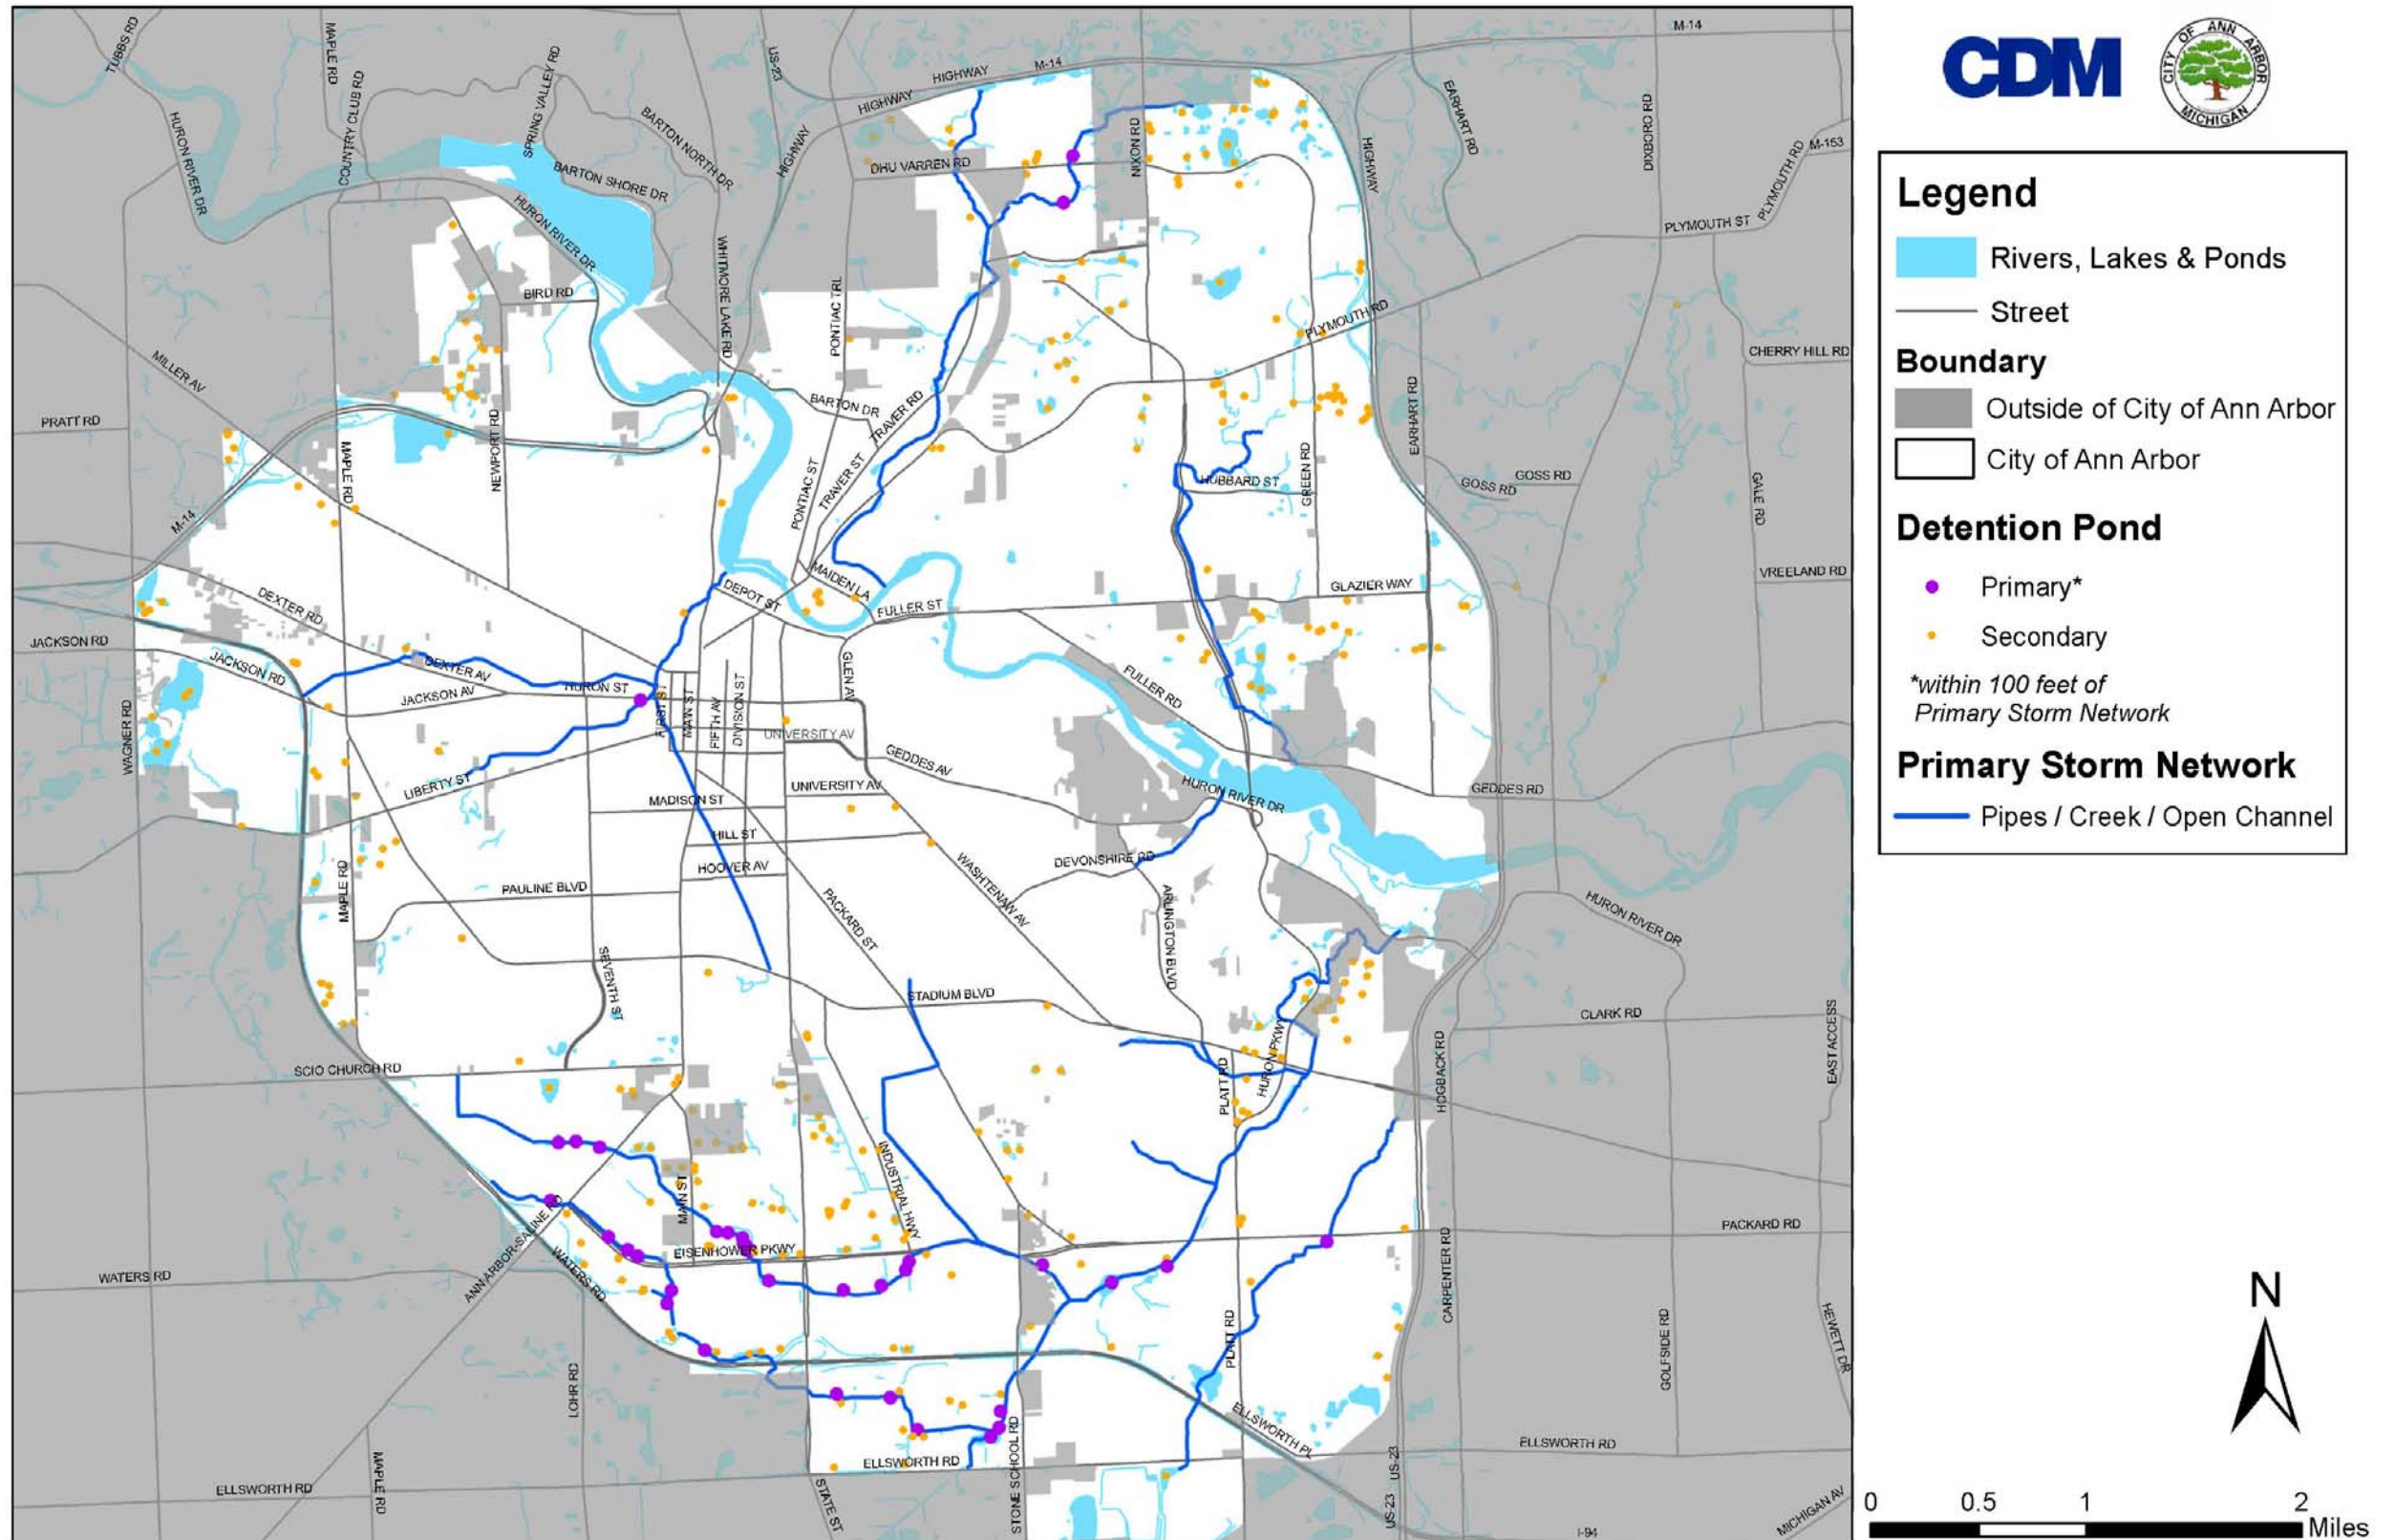 TUBBS RD
MAPLE RD
COUNTRY CLUB RD
SPRING VALLEY RD
US-23
HIGHWAY
M-14
M-14
HIGHWAY
HIGHWAY
EARHART RD
DIXBORO RD
PLYMOUTH RD
M-153
HURON RIVER DR
BARTON NORTH DR
BARTON SHORE DR
DHU VARREN RD
NIXON RD
HIGHWAY
PLYMOUTH ST
HURON RIVER DR
WHITMORE LAKE RD
PONTIAC TRL
BIRD RD
PLYMOUTH RD
CHERRY HILL RD
MILLER AV
PRATT RD
BARTON DR
TRAVER RD
EARHART RD
NEWPORT RD
MAPLE RD
PONTIAC ST
TRAVER ST
HUBBARD ST
GREEN RD
GOSS RD
GOSS RD
GALE RD
M-14
DEXTER RD
DEPOT ST
MAIDEN LA
FULLER ST
GLAZIER WAY
VREELAND RD
JACKSON RD
JACKSON RD
DEXTER AV
JACKSON AV
HURON ST
FIRST ST
MAIN ST
FIFTH AV
DIVISION ST
GLEN AV
FULLER RD
WAGNER RD
UNIVERSITY AV
GEDDES AV
LIBERTY ST
MADISON ST
UNIVERSITY AV
HURON RIVER DR
GEDDES RD
HILL ST
HOOVER AV
DEVONSHIRE RD
WASHTENAW AV
PAULINE BLVD
MAPLE RD
PACKARD ST
ARLINGTON BLVD
HURON RIVER DR
SEVENTH ST
STADIUM BLVD
CLARK RD
EAST ACCESS
SCIO CHURCH RD
PLATT RD
HURON PKWY
HOGBACK RD
INDUSTRIAL HWY
MAIN ST
ANN ARBOR-SALINE RD
WATERS RD
EISENHOWER PKWY
PACKARD RD
WATERS RD
CARPENTER RD
LOHR RD
PLATT RD
GOLFSIDE RD
HEWETT DR
ELLSWORTH PL
ELLSWORTH RD
ELLSWORTH RD
STONE SCHOOL RD
MAPLE RD
ELLSWORTH RD
STATE ST
US-23
US-23
I-94
MICHIGAN AV
CDM
CITY OF ANN ARBOR
MICHIGAN
Legend
Rivers, Lakes & Ponds
Street
Boundary
Outside of City of Ann Arbor
City of Ann Arbor
Detention Pond
Primary*
Secondary
*within 100 feet of
Primary Storm Network
Primary Storm Network
Pipes / Creek / Open Channel
N
0 0.5 1 2
Miles